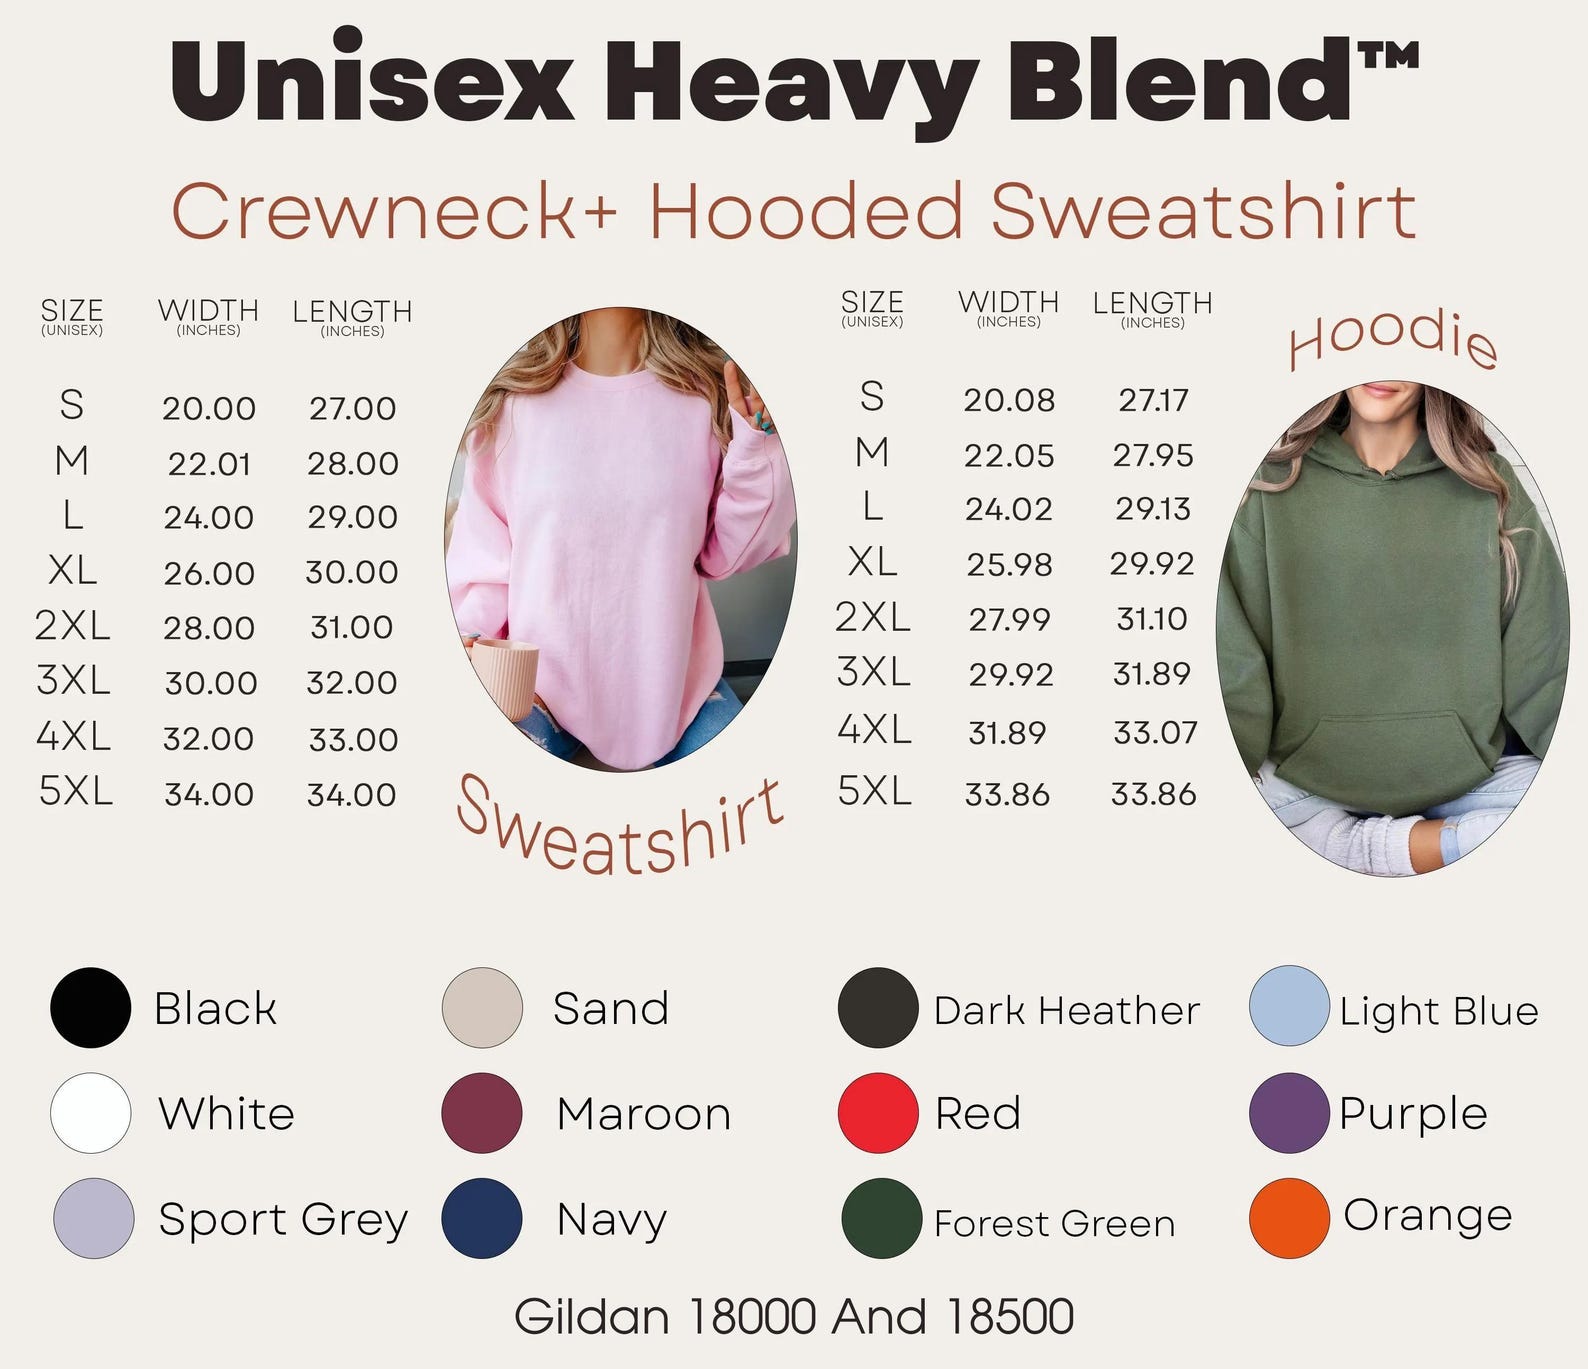 Unisex Heavy Blend™
Crewneck+ Hooded Sweatshirt
SIZE WIDTH LENGTH
(UNISEX) (INCHES) (INCHES)
S 20.00 27.00
M 22.01 28.00
L 24.00 29.00
XL 26.00 30.00
2XL 28.00 31.00
3XL 30.00 32.00
4XL 32.00 33.00
5XL 34.00 34.00
Sweatshirt
SIZE WIDTH LENGTH
(UNISEX) (INCHES) (INCHES)
S 20.08 27.17
M 22.05 27.95
L 24.02 29.13
XL 25.98 29.92
2XL 27.99 31.10
3XL 29.92 31.89
4XL 31.89 33.07
5XL 33.86 33.86
Hoodie
Black Sand Dark Heather Light Blue
White Maroon Red Purple
Sport Grey Navy Forest Green Orange
Gildan 18000 And 18500